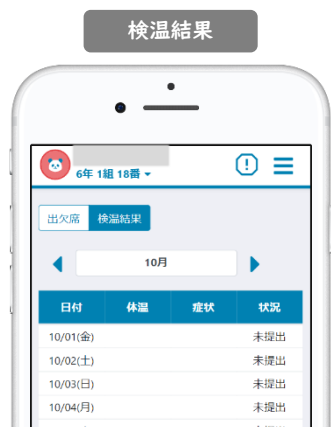 検温結果
6年 1組 18番
出欠席 検温結果
10月
日付 体温 症状 状況
10/01(金) 未提出
10/02(土) 未提出
10/03(日) 未提出
10/04(月) 未提出